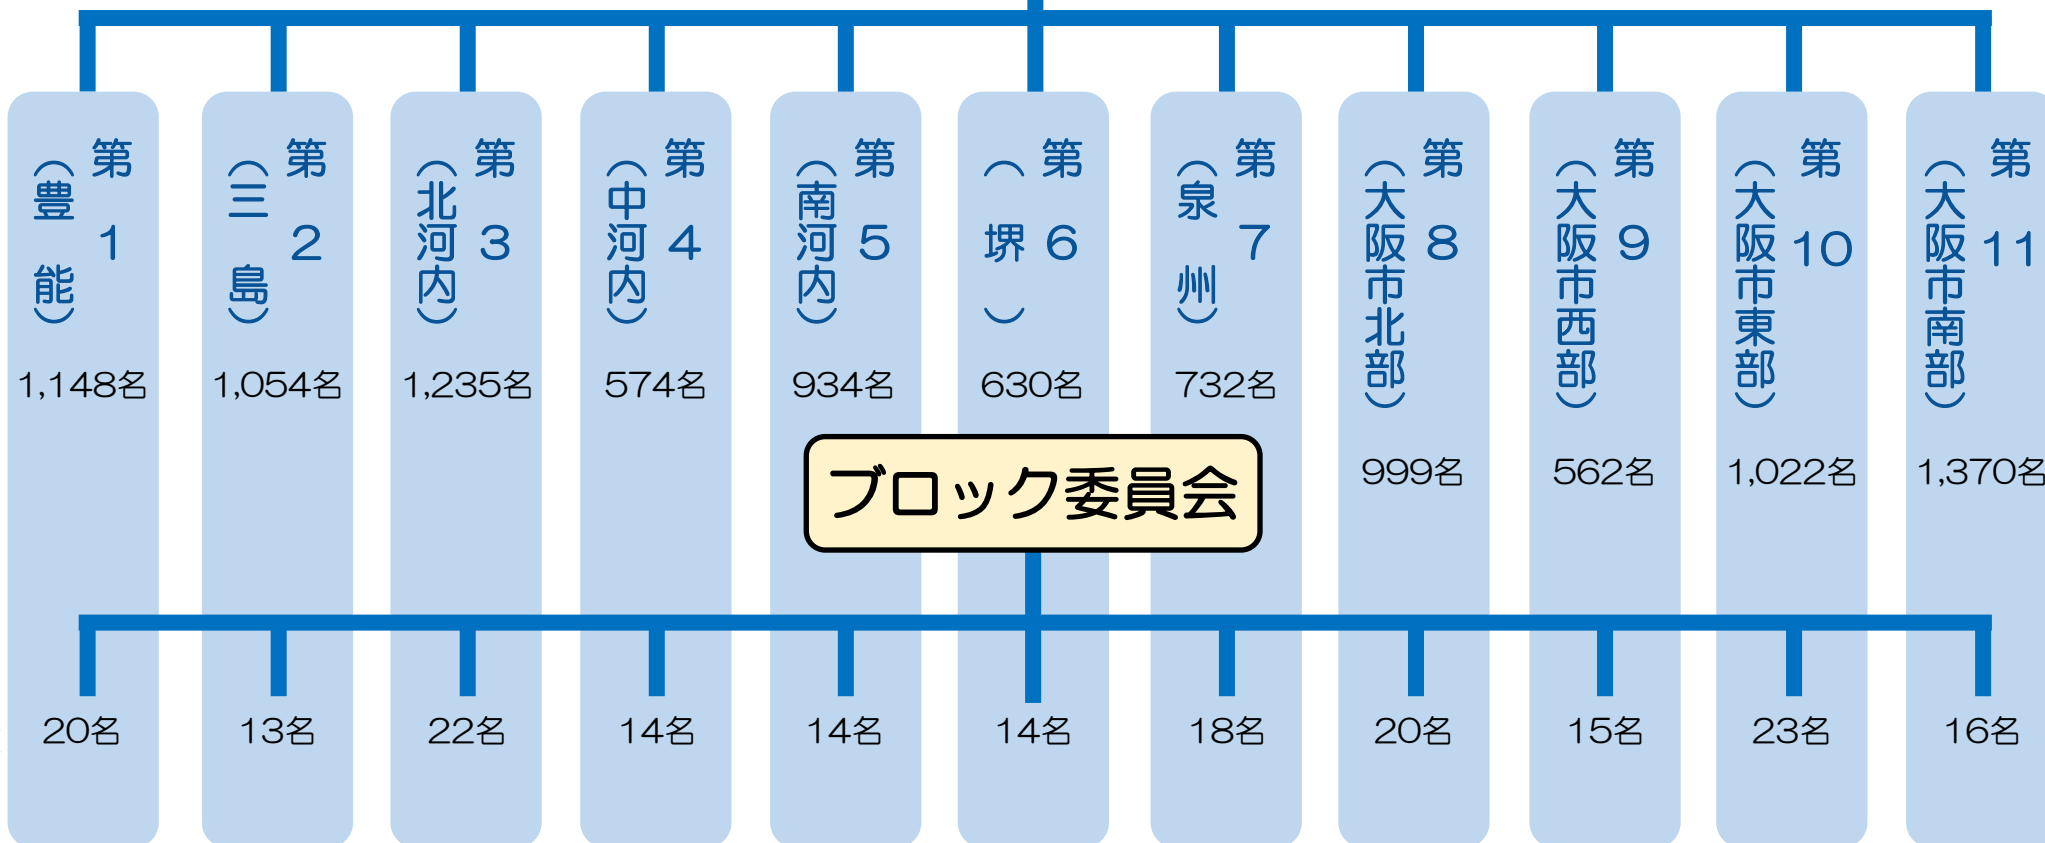 第1
（豊能）
1,148名
第2
（三島）
1,054名
第3
（北河内）
1,235名
第4
（中河内）
574名
第5
（南河内）
934名
第6
（堺）
630名
第7
（泉州）
732名
第8
（大阪市北部）
999名
第9
（大阪市西部）
562名
第10
（大阪市東部）
1,022名
第11
（大阪市南部）
1,370名
ブロック委員会
20名
13名
22名
14名
14名
14名
18名
20名
15名
23名
16名